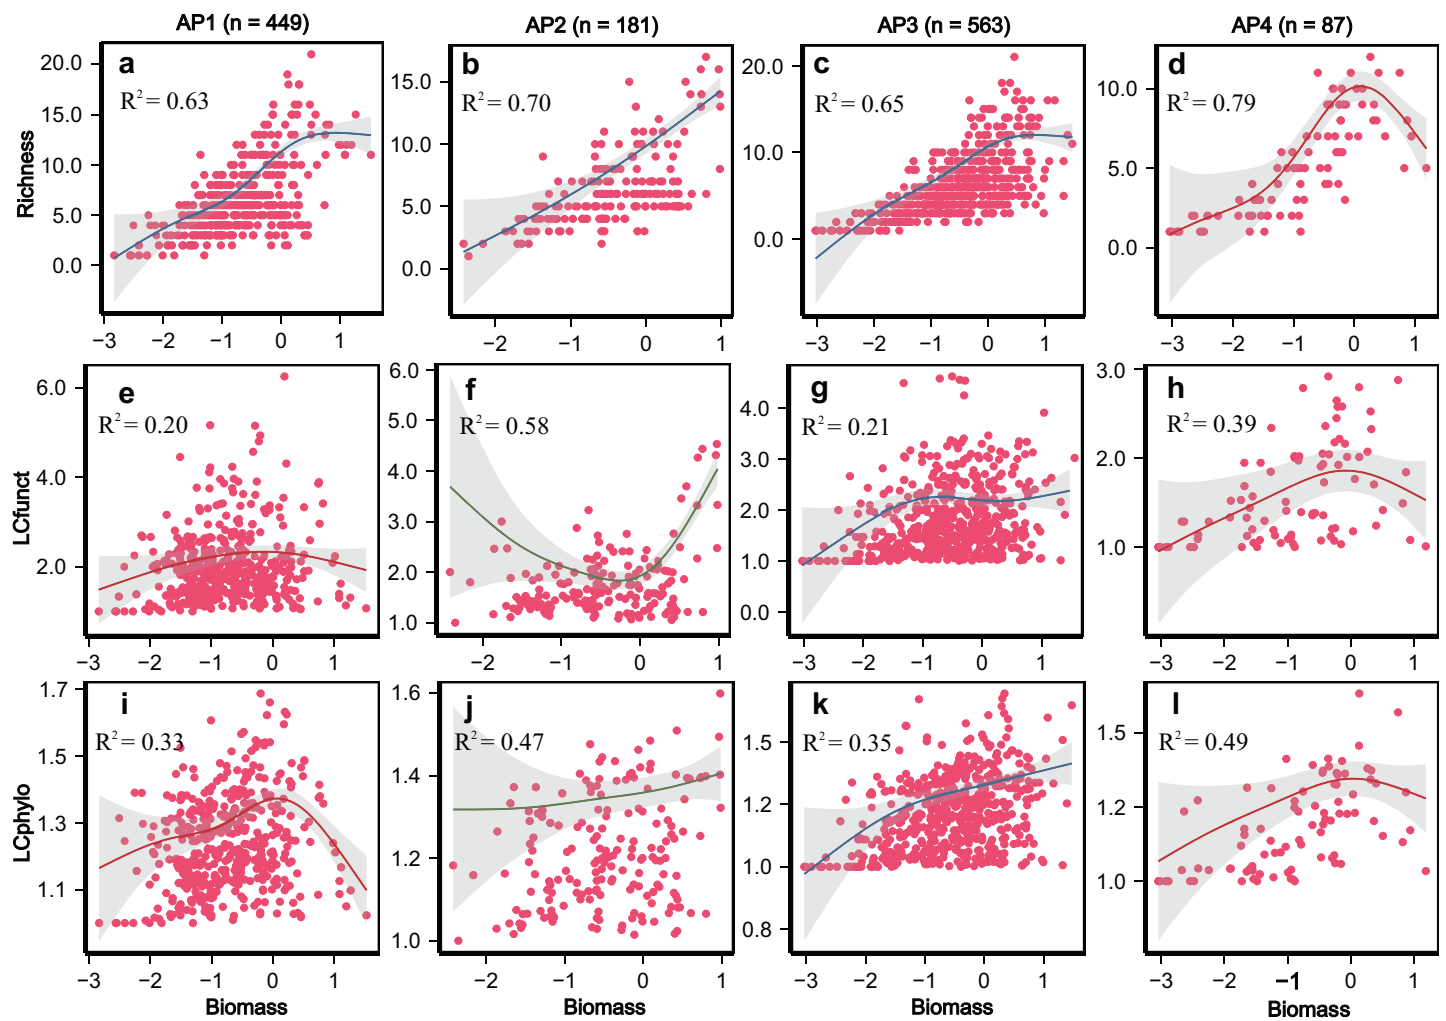 AP1 (n = 449) AP2 (n = 181) AP3 (n = 563) AP4 (n = 87)
a b c d
R² = 0.63 R² = 0.70 R² = 0.65 R² = 0.79
Richness
20.0 15.0 10.0 5.0 0.0
15.0 10.0 5.0 0.0
20.0 10.0 0.0
10.0 5.0 0.0
−3 −2 −1 0 1 −2 −1 0 1 −3 −2 −1 0 1 −3 −2 −1 0 1
e f g h
R² = 0.20 R² = 0.58 R² = 0.21 R² = 0.39
LCfunct
6.0 4.0 2.0
6.0 5.0 4.0 3.0 2.0 1.0
4.0 3.0 2.0 1.0 0.0
3.0 2.0 1.0
−3 −2 −1 0 1 −2 −1 0 1 −3 −2 −1 0 1 −3 −2 −1 0 1
i j k l
R² = 0.33 R² = 0.47 R² = 0.35 R² = 0.49
LCphylo
1.7 1.5 1.3 1.1
1.6 1.4 1.2 1.0
1.5 1.2 1.0 0.8
1.5 1.2 1.0
−3 −2 −1 0 1 −2 −1 0 1 −3 −2 −1 0 1 −3 −2 −1 0 1
Biomass Biomass Biomass Biomass